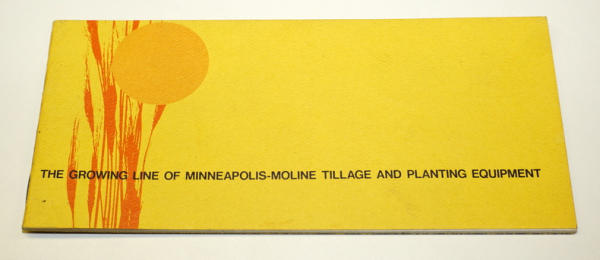 THE GROWING LINE OF MINNEAPOLIS-MOLINE TILLAGE AND PLANTING EQUIPMENT